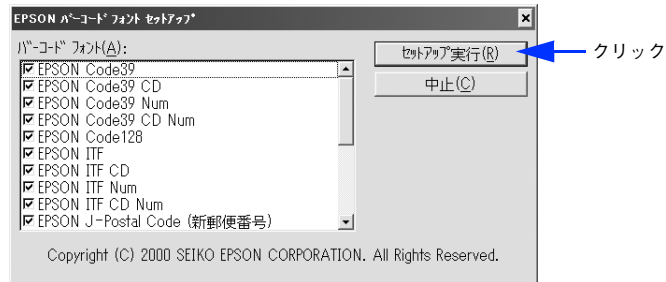 EPSON ﾊﾞｰｺｰﾄﾞ ﾌｫﾝﾄ ｾｯﾄｱｯﾌﾟ
ﾊﾞｰｺｰﾄﾞ ﾌｫﾝﾄ(A):
EPSON Code39
EPSON Code39 CD
EPSON Code39 Num
EPSON Code39 CD Num
EPSON Code128
EPSON ITF
EPSON ITF CD
EPSON ITF Num
EPSON ITF CD Num
EPSON J-Postal Code (新郵便番号)
ｾｯﾄｱｯﾌﾟ実行(R)
クリック
中止(C)
Copyright (C) 2000 SEIKO EPSON CORPORATION. All Rights Reserved.